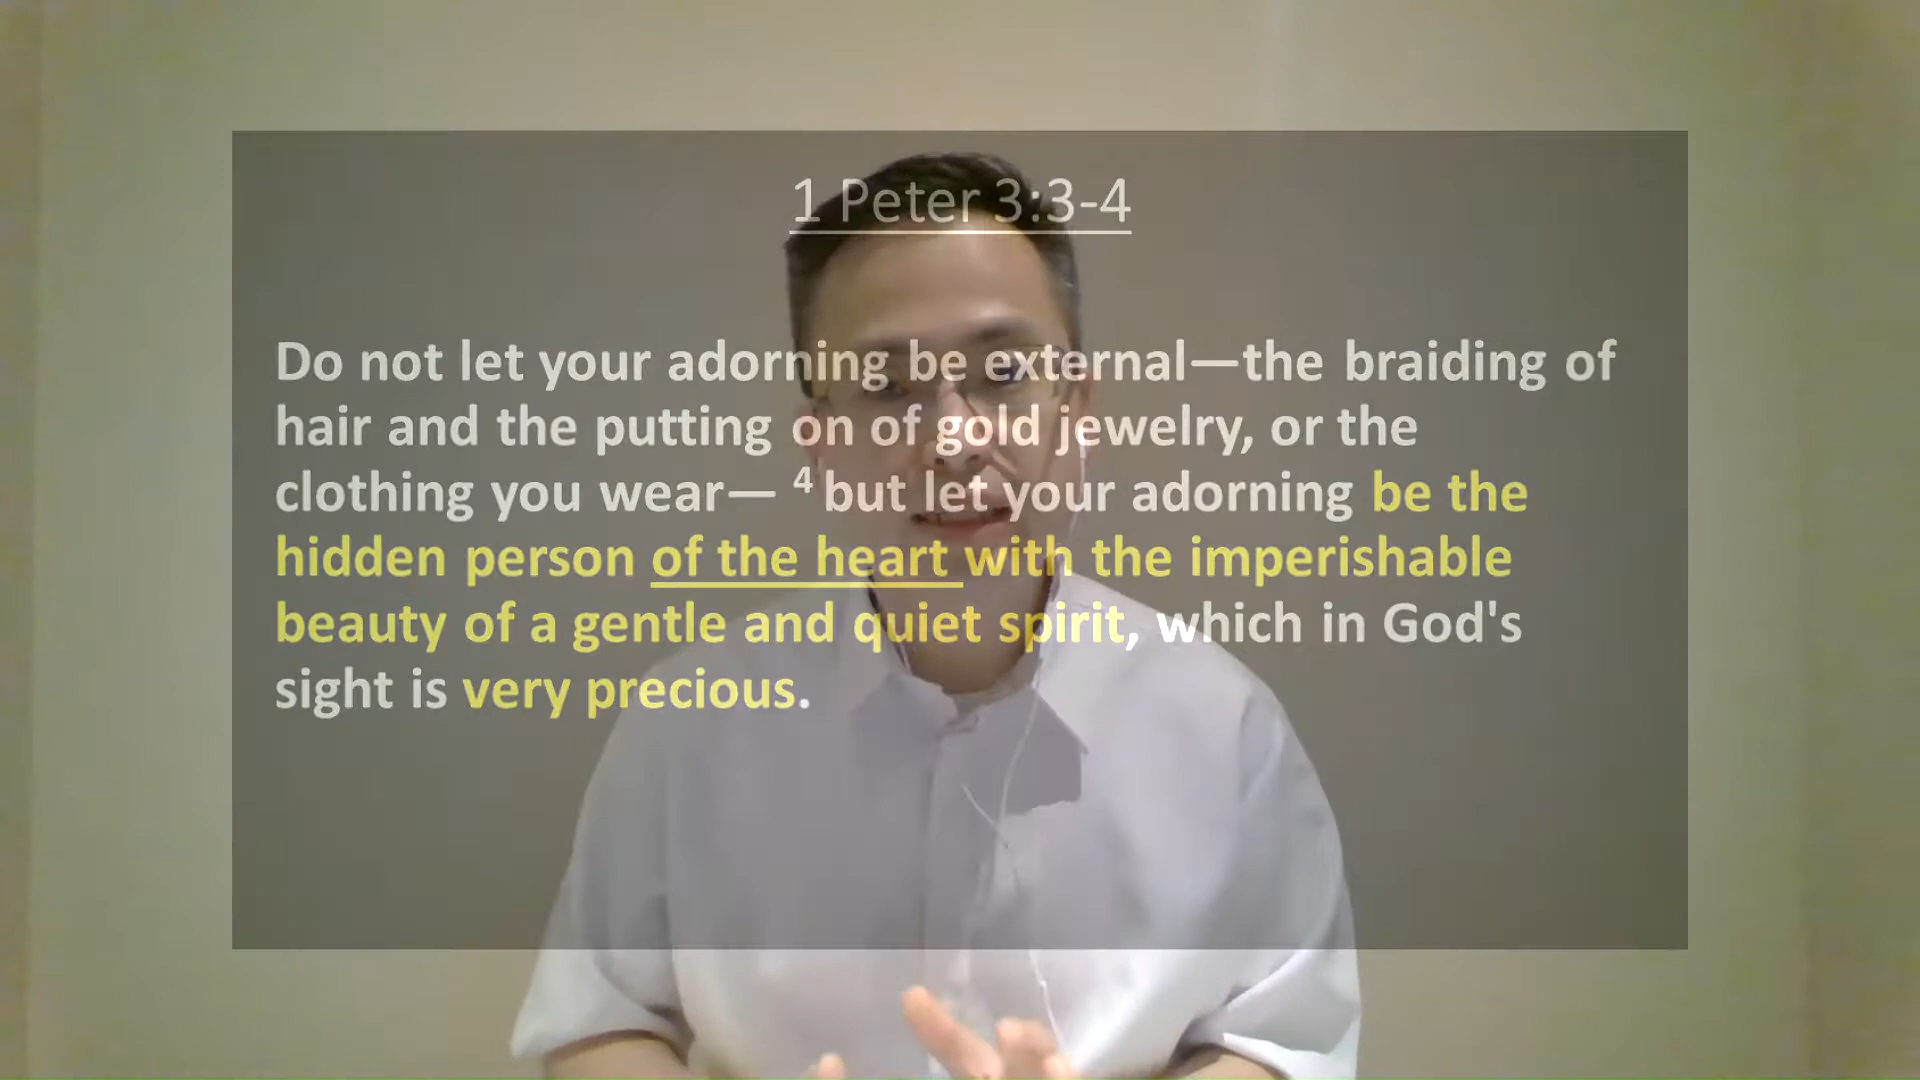 1 Peter 3:3-4
Do not let your adorning be external—the braiding of
hair and the putting on of gold jewelry, or the
clothing you wear— 4 but let your adorning be the
hidden person of the heart with the imperishable
beauty of a gentle and quiet spirit, which in God's
sight is very precious.